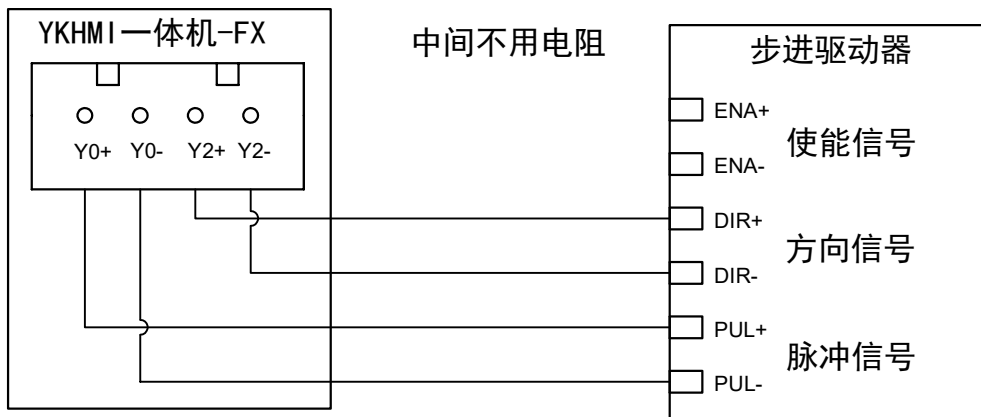 YKHMI一体机-FX
中间不用电阻
步进驱动器
Y0+ Y0- Y2+ Y2-
ENA+
使能信号
ENA-
DIR+
方向信号
DIR-
PUL+
脉冲信号
PUL-